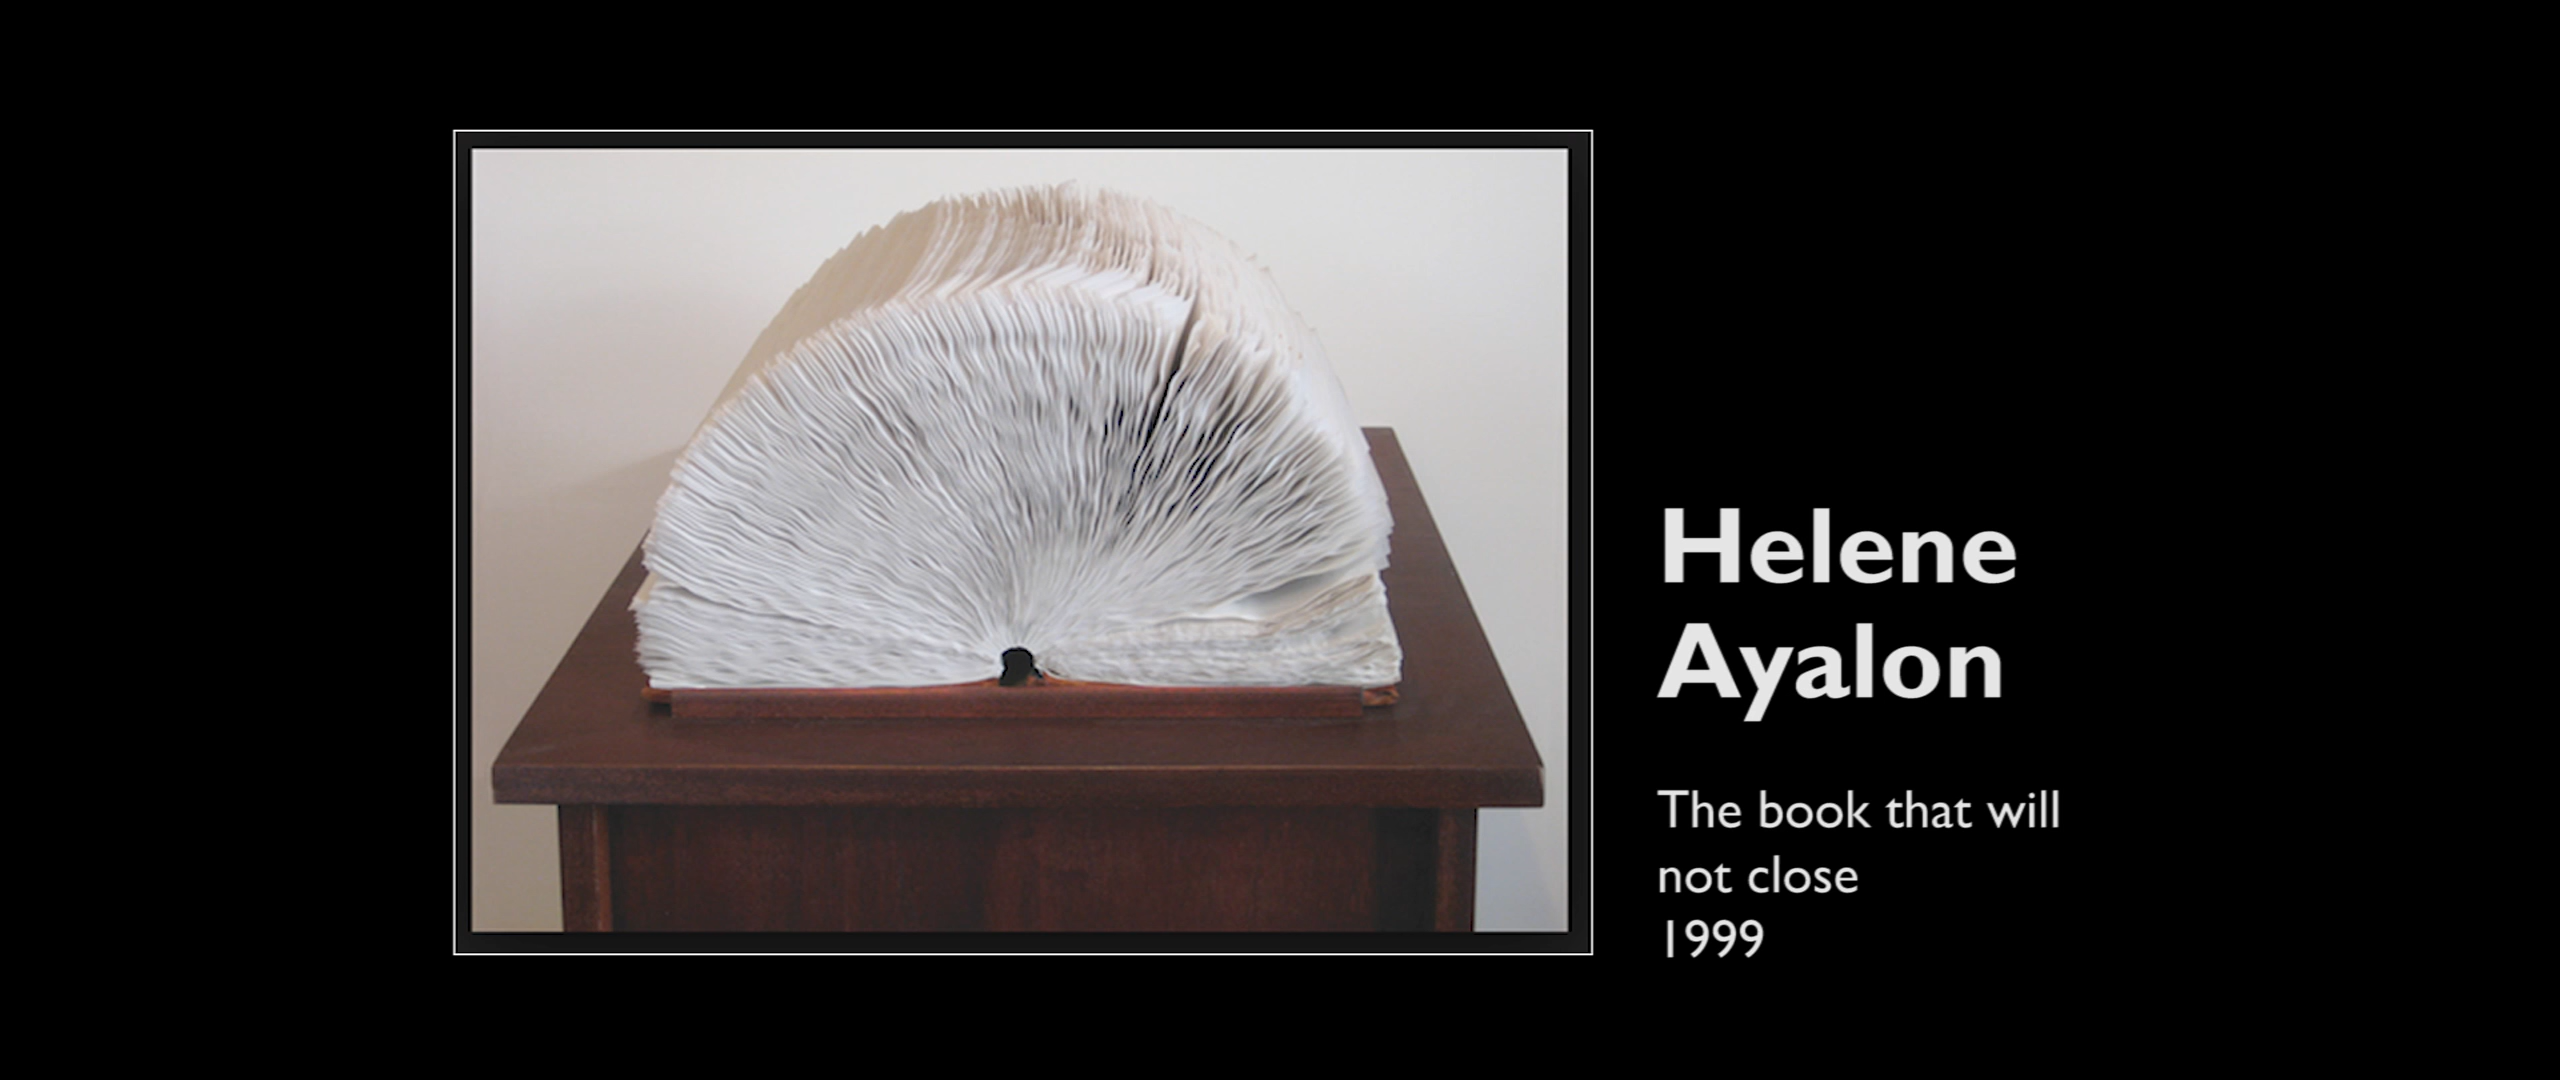 Helene
Ayalon
The book that will
not close
1999